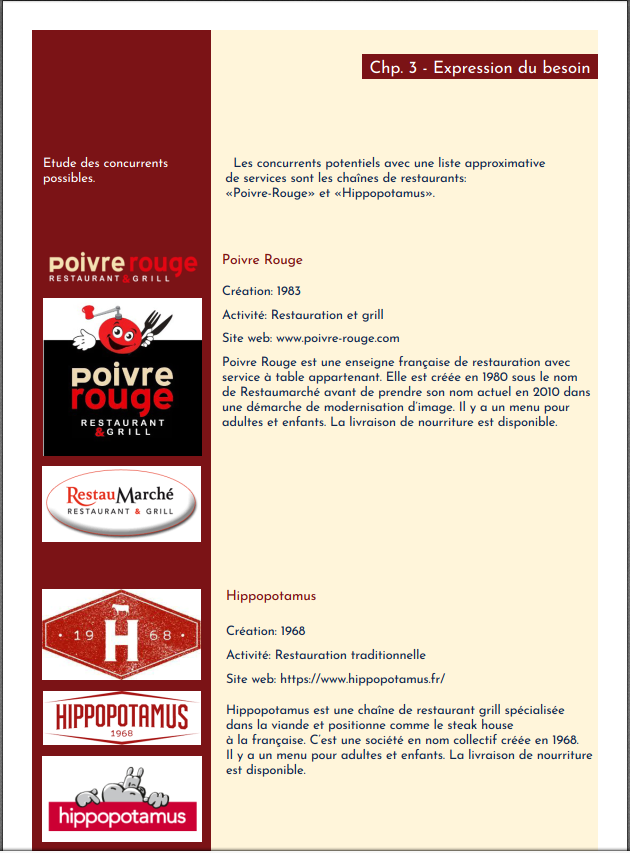 Chp. 3 - Expression du besoin
Etude des concurrents
possibles.
Les concurrents potentiels avec une liste approximative
de services sont les chaînes de restaurants:
«Poivre-Rouge» et «Hippopotamus».
poivre rouge
RESTAURANT & GRILL
poivre
rouge
RESTAURANT
& GRILL
RestauMarché
RESTAURANT & GRILL
Poivre Rouge
Création: 1983
Activité: Restauration et grill
Site web: www.poivre-rouge.com
Poivre Rouge est une enseigne française de restauration avec
service à table appartenant. Elle est créée en 1980 sous le nom
de Restaumarché avant de prendre son nom actuel en 2010 dans
une démarche de modernisation d'image. Il y a un menu pour
adultes et enfants. La livraison de nourriture est disponible.
19 H 68
HIPPOPOTAMUS
1968
hippopotamus
Hippopotamus
Création: 1968
Activité: Restauration traditionnelle
Site web: https://www.hippopotamus.fr/
Hippopotamus est une chaîne de restaurant grill spécialisée
dans la viande et positionne comme le steak house
à la française. C'est une société en nom collectif créée en 1968.
Il y a un menu pour adultes et enfants. La livraison de nourriture
est disponible.